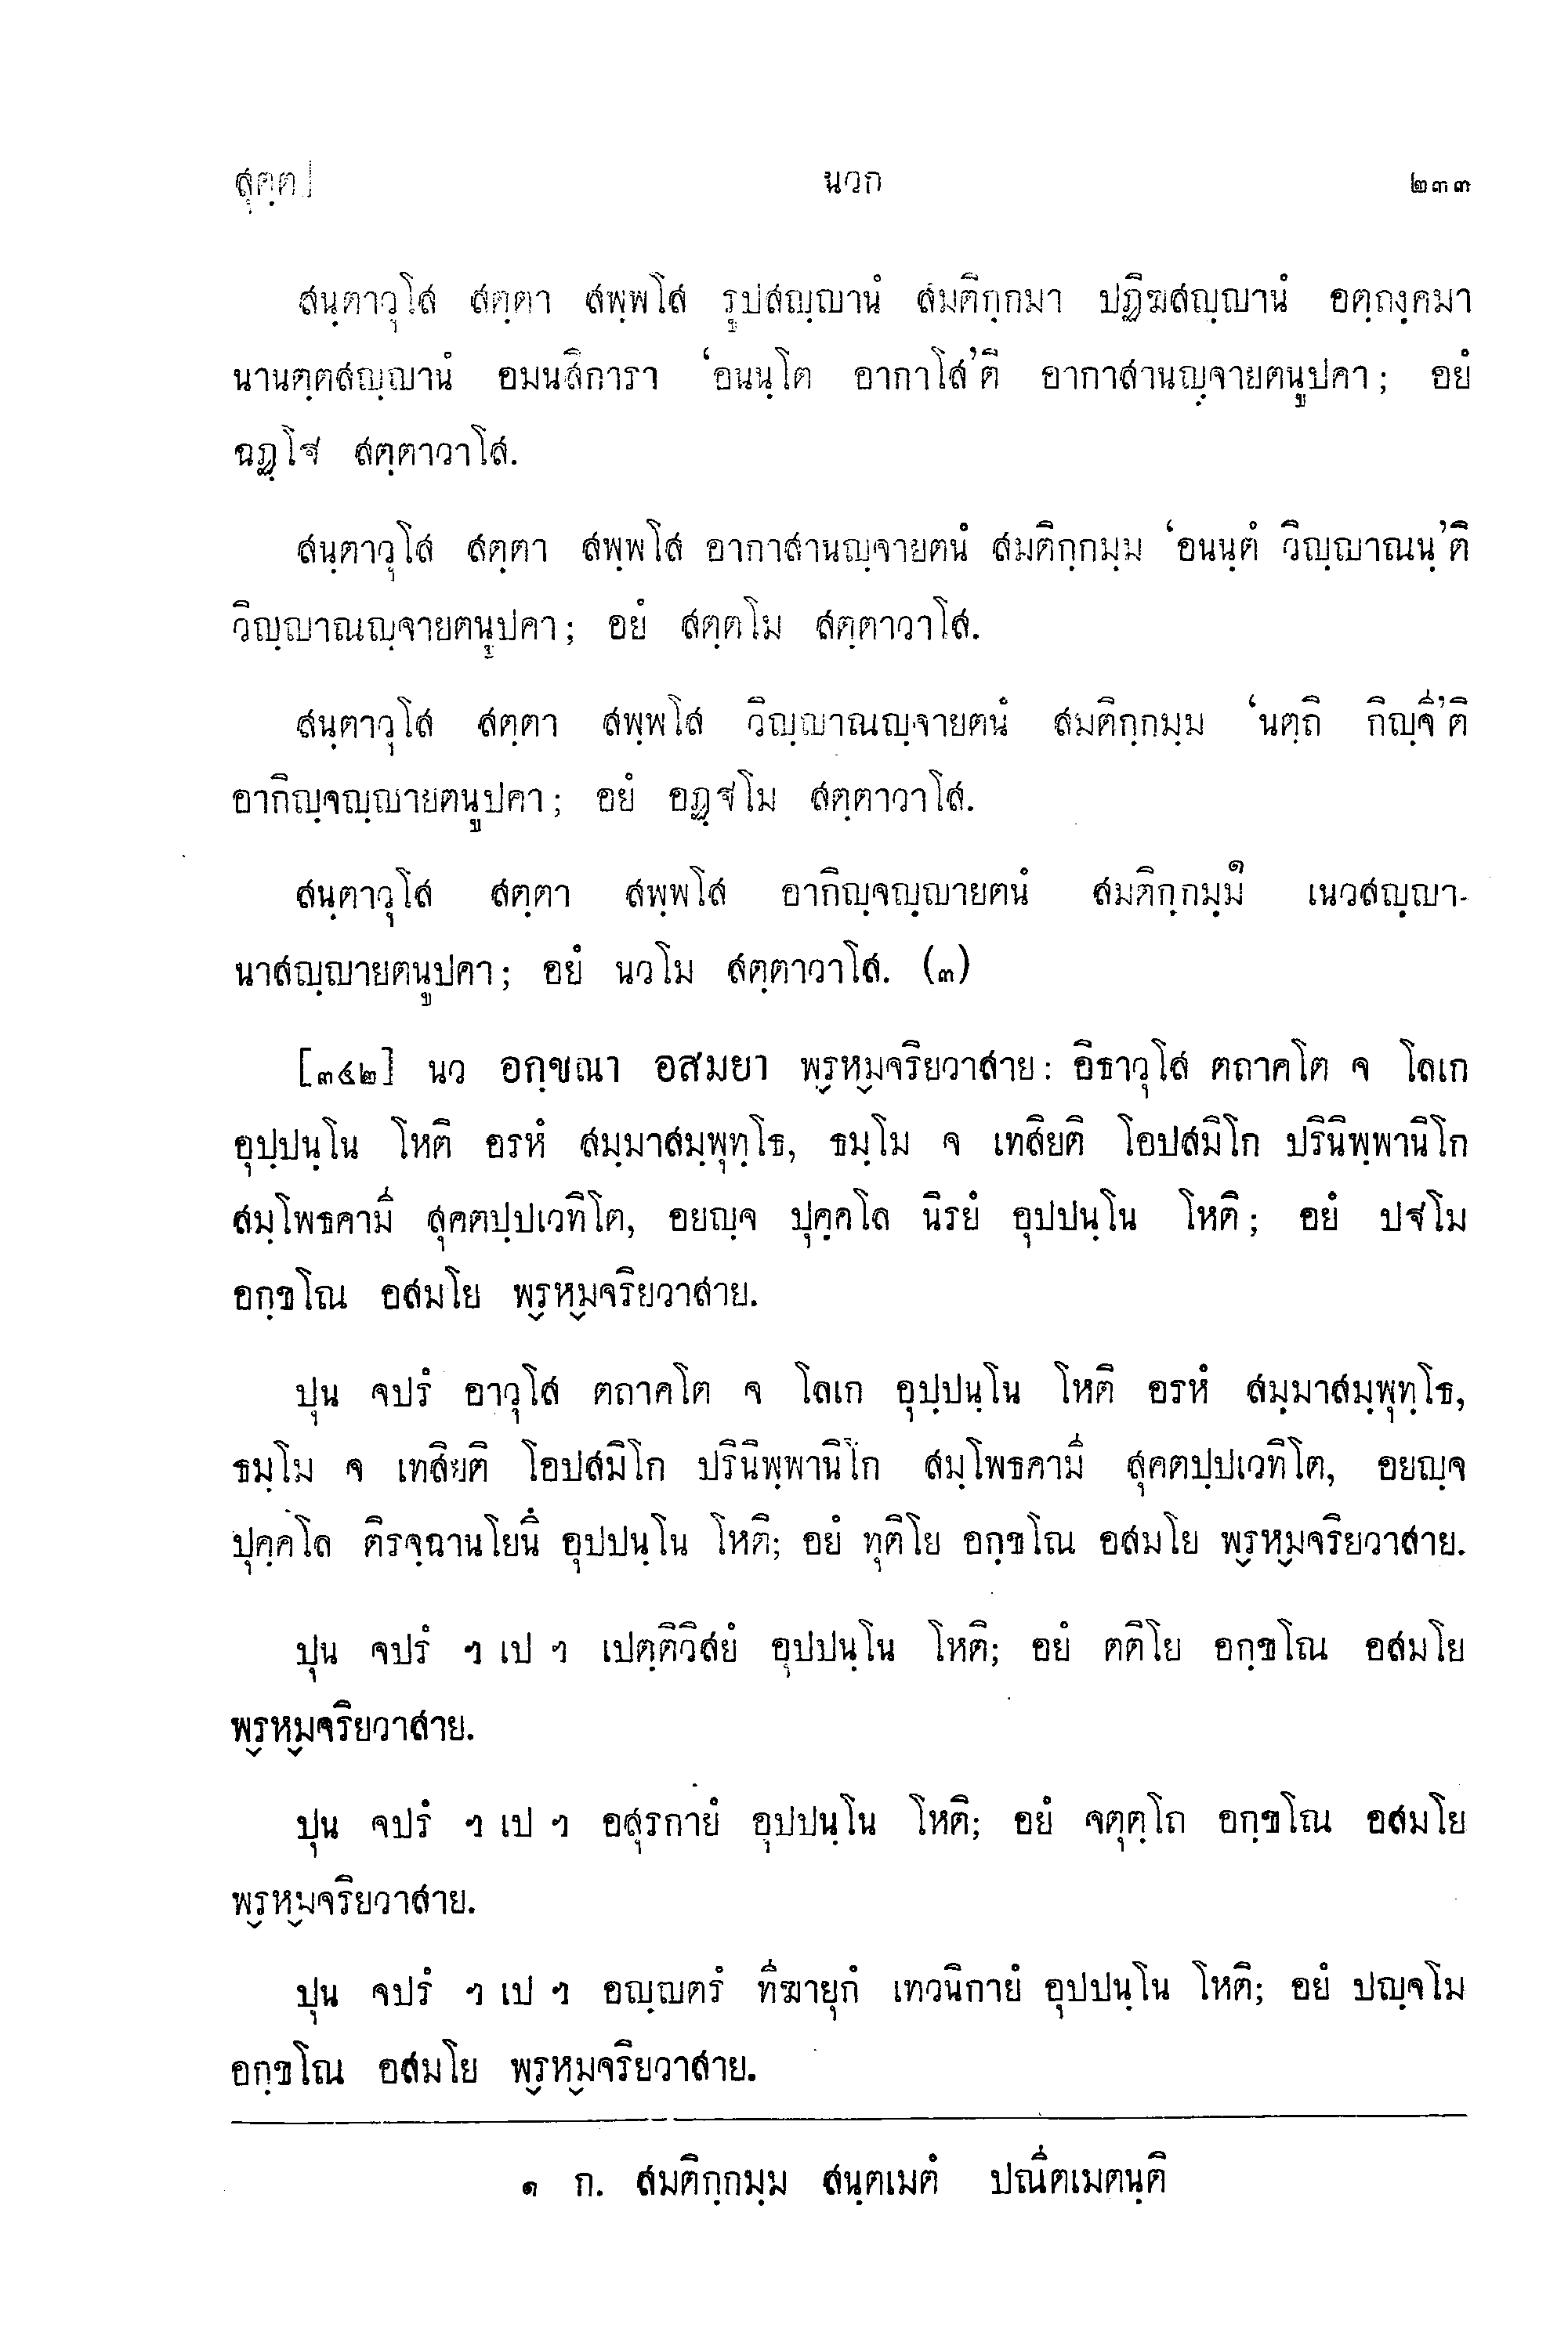 สุตฺต]	นวก	๒๓๓
สนฺตาวุโส สตฺตา สพฺพโส รูปสญฺญานํ สมติกฺกมา ปฏิฆสญฺญานํ อตฺถงฺคมา
นานตฺตสญฺญานํ อมนสิการา ‘อนนฺโต อากาโส’ติ อากาสานญฺจายตนูปคา; อยํ
ฉฏฺโฐ สตฺตาวาโส.
สนฺตาวุโส สตฺตา สพฺพโส อากาสานญฺจายตนํ สมติกฺกมฺม ‘อนนฺตํ วิญฺญาณนฺ’ติ
วิญฺญาณญฺจายตนูปคา; อยํ สตฺตโม สตฺตาวาโส.
สนฺตาวุโส สตฺตา สพฺพโส วิญฺญาณญฺจายตนํ สมติกฺกมฺม ‘นตฺถิ กิญฺจี’ติ
อากิญฺจญฺญายตนูปคา; อยํ อฏฺฐโม สตฺตาวาโส.
สนฺตาวุโส สตฺตา สพฺพโส อากิญฺจญฺญายตนํ สมติกฺกมฺม๑ เนวสญฺญา-
นาสญฺญายตนูปคา; อยํ นวโม สตฺตาวาโส. (๓)
[๓๔๒] นว อกฺขณา อสมยา พฺรหฺมจริยวาสาย: อิธาวุโส ตถาคโต จ โลเก
อุปฺปนฺโน โหติ อรหํ สมฺมาสมฺพุทฺโธ, ธมฺโม จ เทสิยติ โอปสมิโก ปรินิพฺพานิโก
สมฺโพธคามี สุคตปฺปเวทิโต, อยญฺจ ปุคฺคโล นิรยํ อุปปนฺโน โหติ; อยํ ปฐโม
อกฺขโณ อสมโย พฺรหฺมจริยวาสาย.
ปุน จปรํ อาวุโส ตถาคโต จ โลเก อุปฺปนฺโน โหติ อรหํ สมฺมาสมฺพุทฺโธ,
ธมฺโม จ เทสิยติ โอปสมิโก ปรินิพฺพานิโก สมฺโพธคามี สุคตปฺปเวทิโต, อยญฺจ
ปุคฺคโล ติรจฺฉานโยนึ อุปปนฺโน โหติ; อยํ ทุติโย อกฺขโณ อสมโย พฺรหฺมจริยวาสาย.
ปุน จปรํ ฯ เป ฯ เปตฺติวิสยํ อุปปนฺโน โหติ; อยํ ตติโย อกฺขโณ อสมโย
พฺรหฺมจริยวาสาย.
ปุน จปรํ ฯ เป ฯ อสุรกายํ อุปปนฺโน โหติ; อยํ จตุตฺโถ อกฺขโณ อสมโย
พฺรหฺมจริยวาสาย.
ปุน จปรํ ฯ เป ฯ อญฺญตรํ ทีฆายุกํ เทวนิกายํ อุปปนฺโน โหติ; อยํ ปญฺจโม
อกฺขโณ อสมโย พฺรหฺมจริยวาสาย.
๑ ก. สมติกฺกมฺม สนฺตเมตํ ปณีตเมตนฺติ